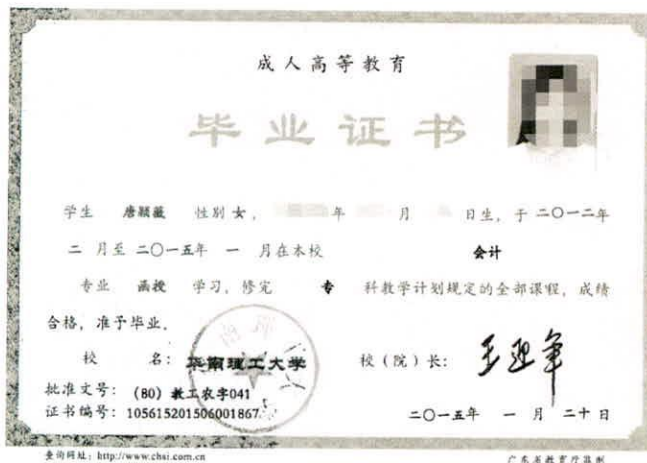 成人高等教育
毕业证书
学生 唐颖薇 性别 女, 年 月 日生, 于 二〇一二年
二 月至 二〇一五年 一 月在本校 会计
专业 函授 学习, 修完 专 科教学计划规定的全部课程, 成绩
合格, 准予毕业。
校 名: 华南理工大学 校(院)长: 王迎军
批准文号: (80) 教工农字041
证书编号: 105615201506001867 二〇一五年 一 月 二十 日
查询网址: http://www.chsi.com.cn 广东省教育厅监制